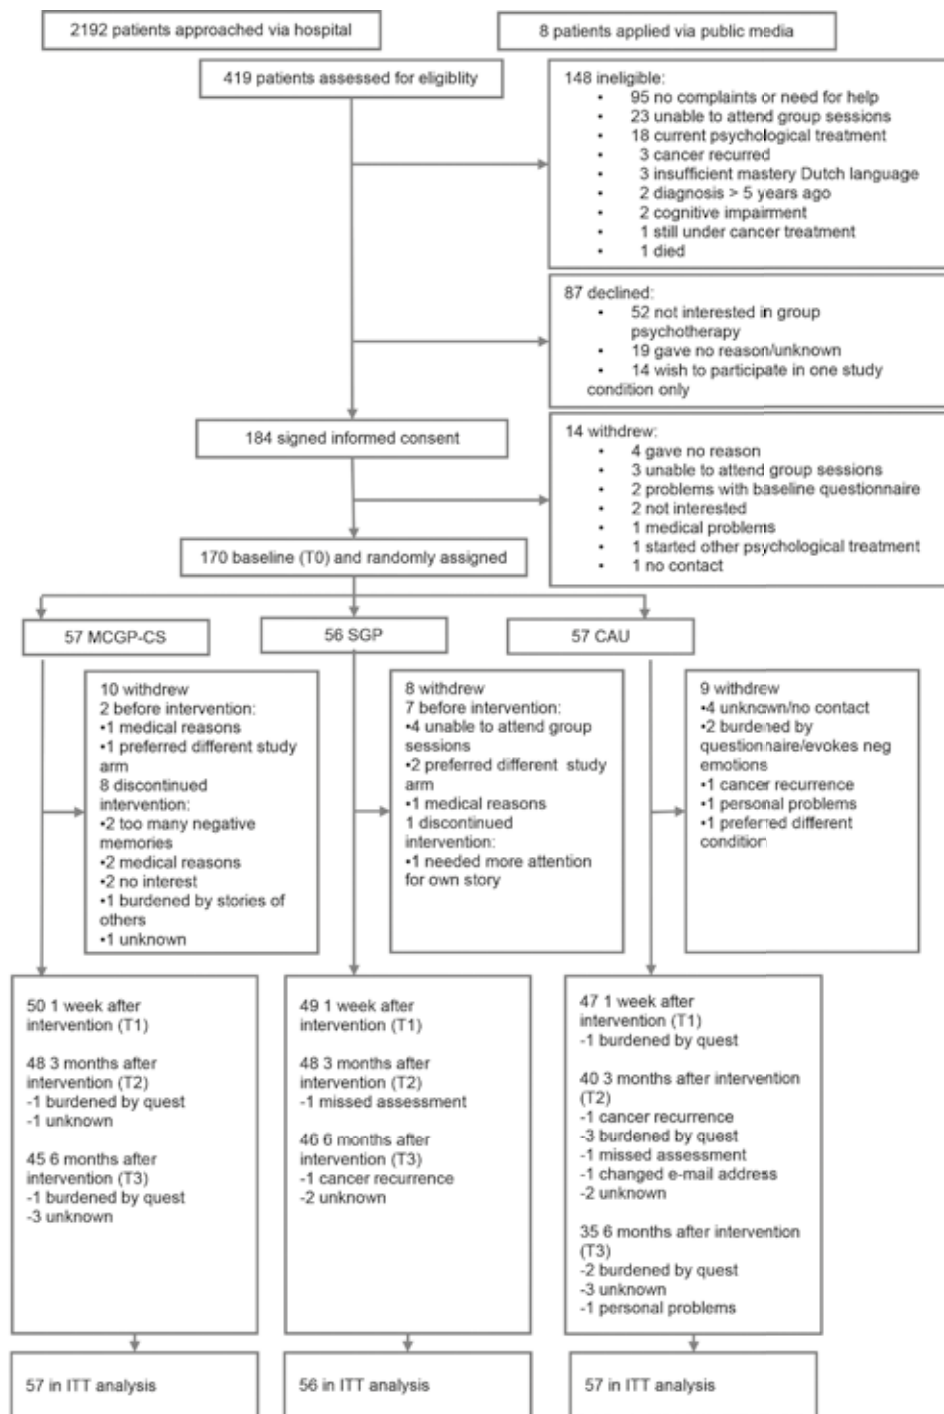 2192 patients approached via hospital
8 patients applied via public media
419 patients assessed for eligiblity
148 ineligible:
• 95 no complaints or need for help
• 23 unable to attend group sessions
• 18 current psychological treatment
• 3 cancer recurred
• 3 insufficient mastery Dutch language
• 2 diagnosis > 5 years ago
• 2 cognitive impairment
• 1 still under cancer treatment
• 1 died
87 declined:
• 52 not interested in group
psychotherapy
• 19 gave no reason/unknown
• 14 wish to participate in one study
condition only
184 signed informed consent
14 withdrew:
• 4 gave no reason
• 3 unable to attend group sessions
• 2 problems with baseline questionnaire
• 2 not interested
• 1 medical problems
• 1 started other psychological treatment
• 1 no contact
170 baseline (T0) and randomly assigned
57 MCGP-CS
56 SGP
57 CAU
10 withdrew
2 before intervention:
•1 medical reasons
•1 preferred different study
arm
8 discontinued
intervention:
•2 too many negative
memories
•2 medical reasons
•2 no interest
•1 burdened by stories of
others
•1 unknown
8 withdrew
7 before intervention:
•4 unable to attend group
sessions
•2 preferred different study
arm
•1 medical reasons
1 discontinued
intervention:
•1 needed more attention
for own story
9 withdrew
•4 unknown/no contact
•2 burdened by
questionnaire/evokes neg
emotions
•1 cancer recurrence
•1 personal problems
•1 preferred different
condition
50 1 week after
intervention (T1)
48 3 months after
intervention (T2)
-1 burdened by quest
-1 unknown
45 6 months after
intervention (T3)
-1 burdened by quest
-3 unknown
49 1 week after
intervention (T1)
48 3 months after
intervention (T2)
-1 missed assessment
46 6 months after
intervention (T3)
-1 cancer recurrence
-2 unknown
47 1 week after
intervention (T1)
-1 burdened by quest
40 3 months after intervention
(T2)
-1 cancer recurrence
-3 burdened by quest
-1 missed assessment
-1 changed e-mail address
-2 unknown
35 6 months after intervention
(T3)
-2 burdened by quest
-3 unknown
-1 personal problems
57 in ITT analysis
56 in ITT analysis
57 in ITT analysis